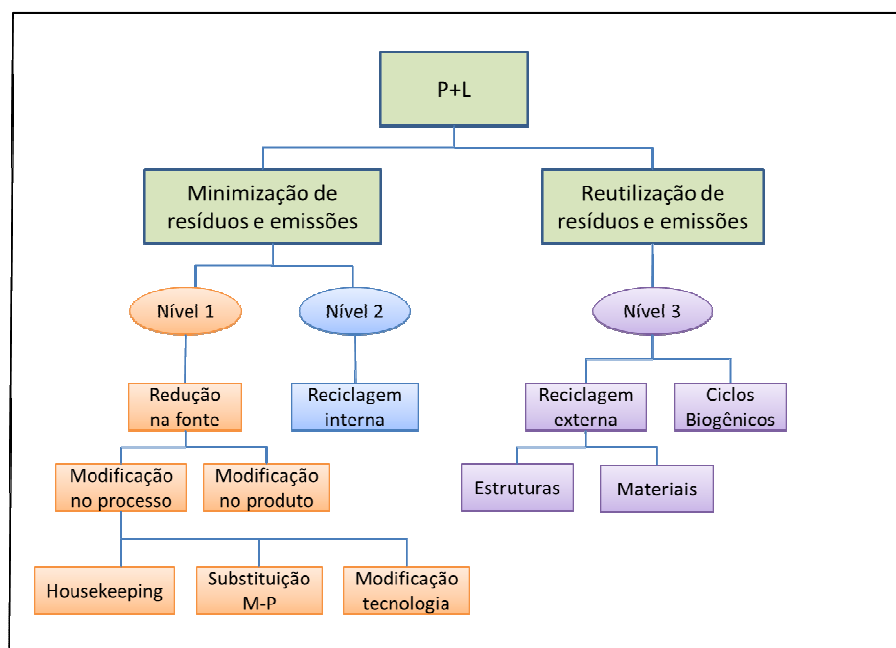 P+L
Minimização de
resíduos e emissões
Reutilização de
resíduos e emissões
Nível 1
Nível 2
Nível 3
Redução
na fonte
Reciclagem
interna
Reciclagem
externa
Ciclos
Biogênicos
Modificação
no processo
Modificação
no produto
Estruturas
Materiais
Housekeeping
Substituição
M-P
Modificação
tecnologia